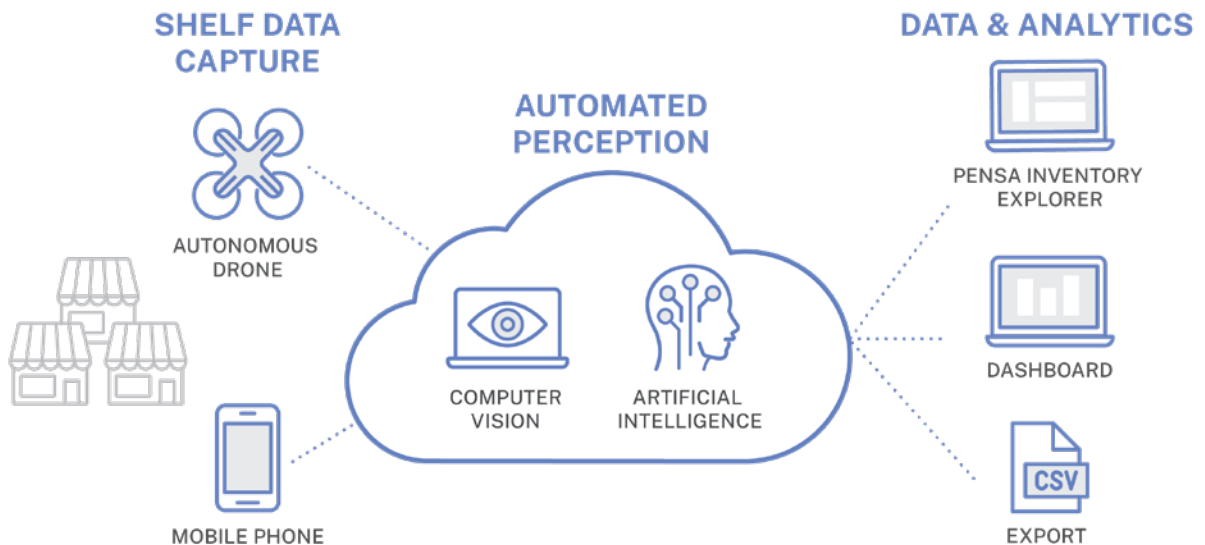 SHELF DATA
CAPTURE
AUTONOMOUS
DRONE
MOBILE PHONE
AUTOMATED
PERCEPTION
COMPUTER
VISION
ARTIFICIAL
INTELLIGENCE
DATA & ANALYTICS
PENSA INVENTORY
EXPLORER
DASHBOARD
CSV
EXPORT